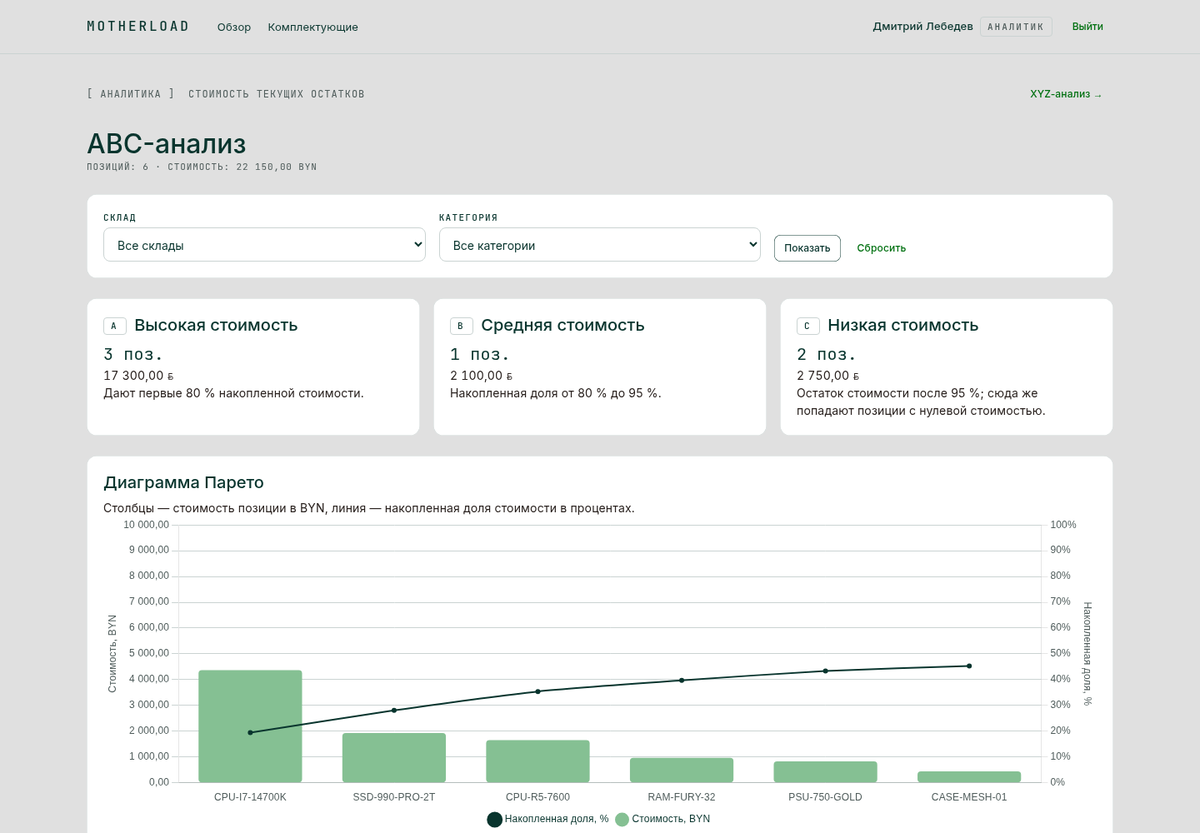 MOTHERLOAD Обзор Комплектующие Дмитрий Лебедев АНАЛИТИК Выйти
[ АНАЛИТИКА ] СТОИМОСТЬ ТЕКУЩИХ ОСТАТКОВ XYZ-анализ →
ABC-анализ
ПОЗИЦИЙ: 6 · СТОИМОСТЬ: 22 150,00 BYN
СКЛАД КАТЕГОРИЯ
Все склады Все категории Показать Сбросить
A Высокая стоимость
3 поз.
17 300,00 Б
Дают первые 80 % накопленной стоимости.
B Средняя стоимость
1 поз.
2 100,00 Б
Накопленная доля от 80 % до 95 %.
C Низкая стоимость
2 поз.
2 750,00 Б
Остаток стоимости после 95 %; сюда же
попадают позиции с нулевой стоимостью.
Диаграмма Парето
Столбцы — стоимость позиции в BYN, линия — накопленная доля стоимости в процентах.
10 000,00 100%
9 000,00 90%
8 000,00 80%
7 000,00 70%
6 000,00 60%
5 000,00 50%
4 000,00 40%
3 000,00 30%
2 000,00 20%
1 000,00 10%
0,00 0%
Стоимость, BYN
Накопленная доля, %
CPU-I7-14700K SSD-990-PRO-2T CPU-R5-7600 RAM-FURY-32 PSU-750-GOLD CASE-MESH-01
Накопленная доля, % Стоимость, BYN